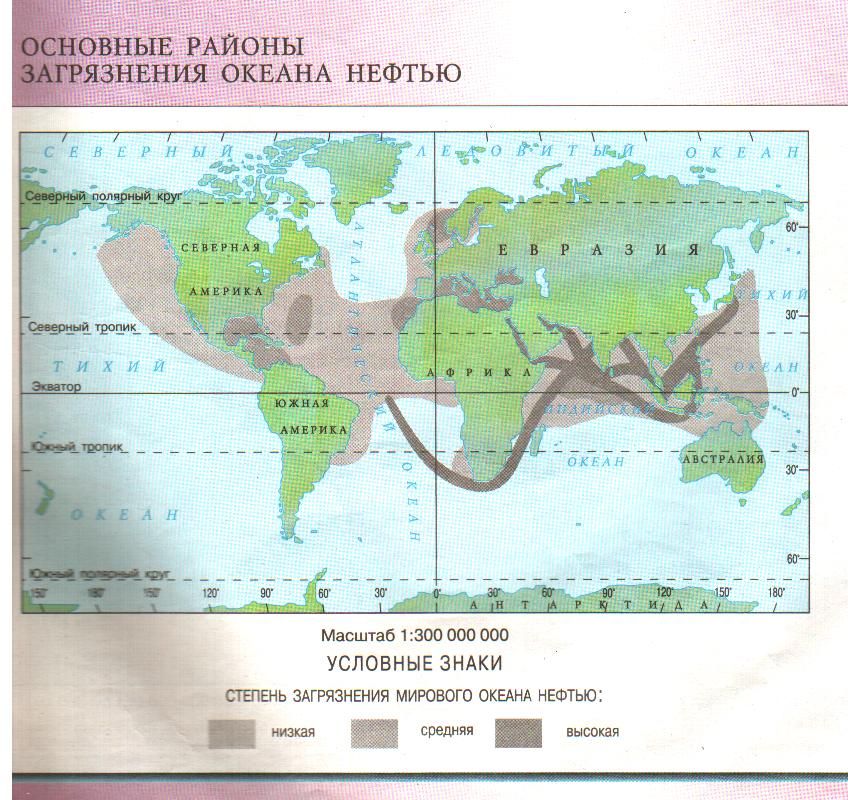 ОСНОВНЫЕ РАЙОНЫ
ЗАГРЯЗНЕНИЯ ОКЕАНА НЕФТЬЮ
СЕВЕРНЫЙ ЛЕДОВИТЫЙ ОКЕАН
Северный полярный круг
60°
СЕВЕРНАЯ
АМЕРИКА
АТЛАНТИЧЕСКИЙ ОКЕАН
ЕВРАЗИЯ
ТИХИЙ
ОКЕАН
30°
Северный тропик
ТИХИЙ
АФРИКА
Экватор
0°
ЮЖНАЯ
АМЕРИКА
ИНДИЙСКИЙ
ОКЕАН
Южный тропик
АВСТРАЛИЯ
30°
ОКЕАН
60°
Южный полярный круг
150° 180° 150° 120° 90° 60° 30° 0° 30° 60° 90° 120° 150° 180°
АНТАРКТИДА
Масштаб 1:300 000 000
УСЛОВНЫЕ ЗНАКИ
СТЕПЕНЬ ЗАГРЯЗНЕНИЯ МИРОВОГО ОКЕАНА НЕФТЬЮ:
низкая средняя высокая